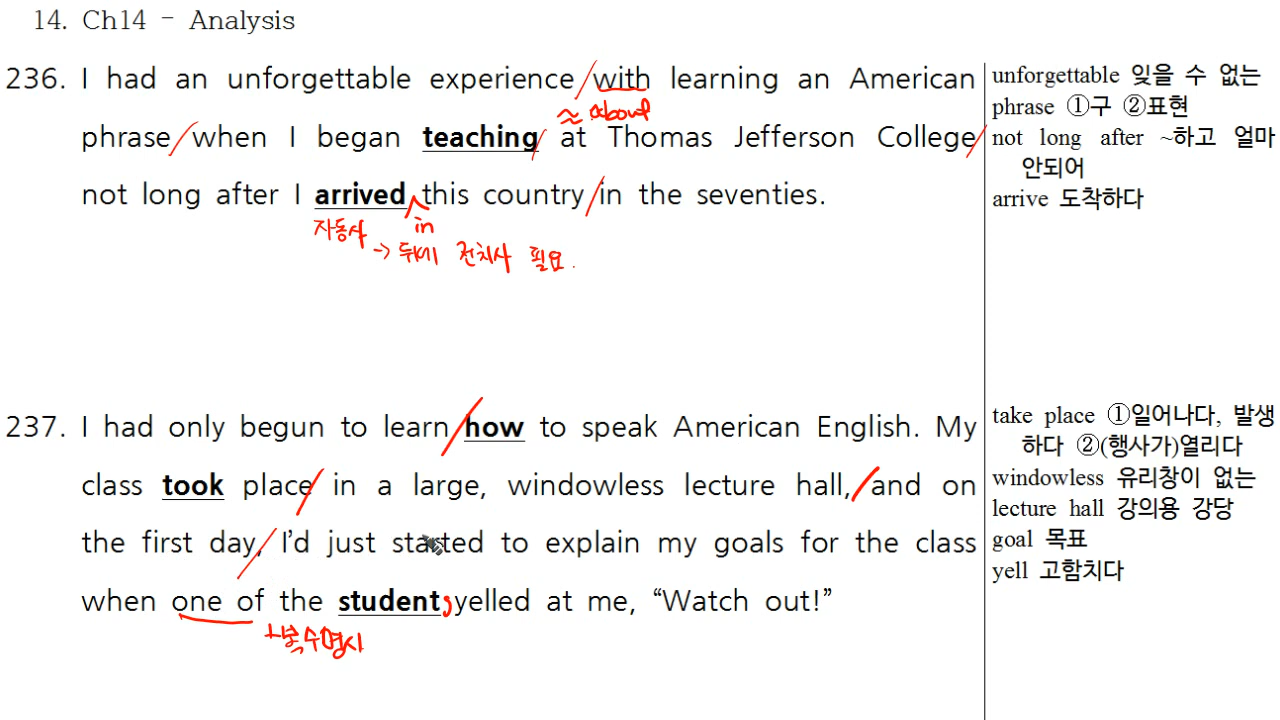 14. Ch14 - Analysis
236. I had an unforgettable experience with learning an American
≈ about
phrase when I began teaching at Thomas Jefferson College
not long after I arrived this country in the seventies.
자동사 in
→ 뒤에 전치사 필요.
unforgettable 잊을 수 없는
phrase ①구 ②표현
not long after ~하고 얼마
안되어
arrive 도착하다
237. I had only begun to learn how to speak American English. My
class took place in a large, windowless lecture hall, and on
the first day, I'd just started to explain my goals for the class
when one of the students yelled at me, “Watch out!”
+복수명사
take place ①일어나다, 발생
하다 ②(행사가)열리다
windowless 유리창이 없는
lecture hall 강의용 강당
goal 목표
yell 고함치다